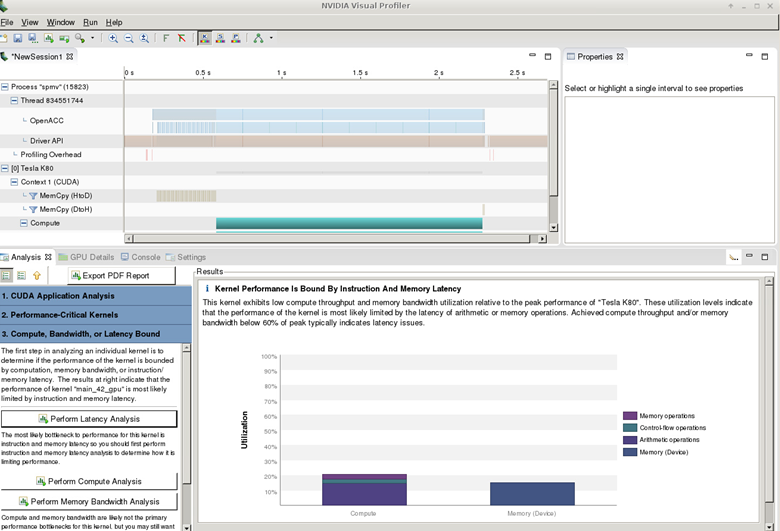 NVIDIA Visual Profiler
File View Window Run Help
*NewSession1
Properties
0 s 0.5 s 1 s 1.5 s 2 s 2.5 s
Select or highlight a single interval to see properties
Process "spmv" (15823)
Thread 834551744
OpenACC
Driver API
Profiling Overhead
[0] Tesla K80
Context 1 (CUDA)
MemCpy (HtoD)
MemCpy (DtoH)
Compute
Analysis GPU Details Console Settings
Export PDF Report
1. CUDA Application Analysis
2. Performance-Critical Kernels
3. Compute, Bandwidth, or Latency Bound
The first step in analyzing an individual kernel is to
determine if the performance of the kernel is bounded
by computation, memory bandwidth, or instruction/
memory latency. The results at right indicate that the
performance of kernel "main_42_gpu" is most likely
limited by instruction and memory latency.
Perform Latency Analysis
The most likely bottleneck to performance for this kernel is
instruction and memory latency so you should first perform
instruction and memory latency analysis to determine how it is
limiting performance.
Perform Compute Analysis
Perform Memory Bandwidth Analysis
Compute and memory bandwidth are likely not the primary
performance bottlenecks for this kernel, but you may still want
Results
i Kernel Performance Is Bound By Instruction And Memory Latency
This kernel exhibits low compute throughput and memory bandwidth utilization relative to the peak performance of "Tesla K80". These utilization levels indicate
that the performance of the kernel is most likely limited by the latency of arithmetic or memory operations. Achieved compute throughput and/or memory
bandwidth below 60% of peak typically indicates latency issues.
100%
90%
80%
70%
60%
50%
40%
30%
20%
10%
Utilization
Compute Memory (Device)
Memory operations
Control-flow operations
Arithmetic operations
Memory (Device)